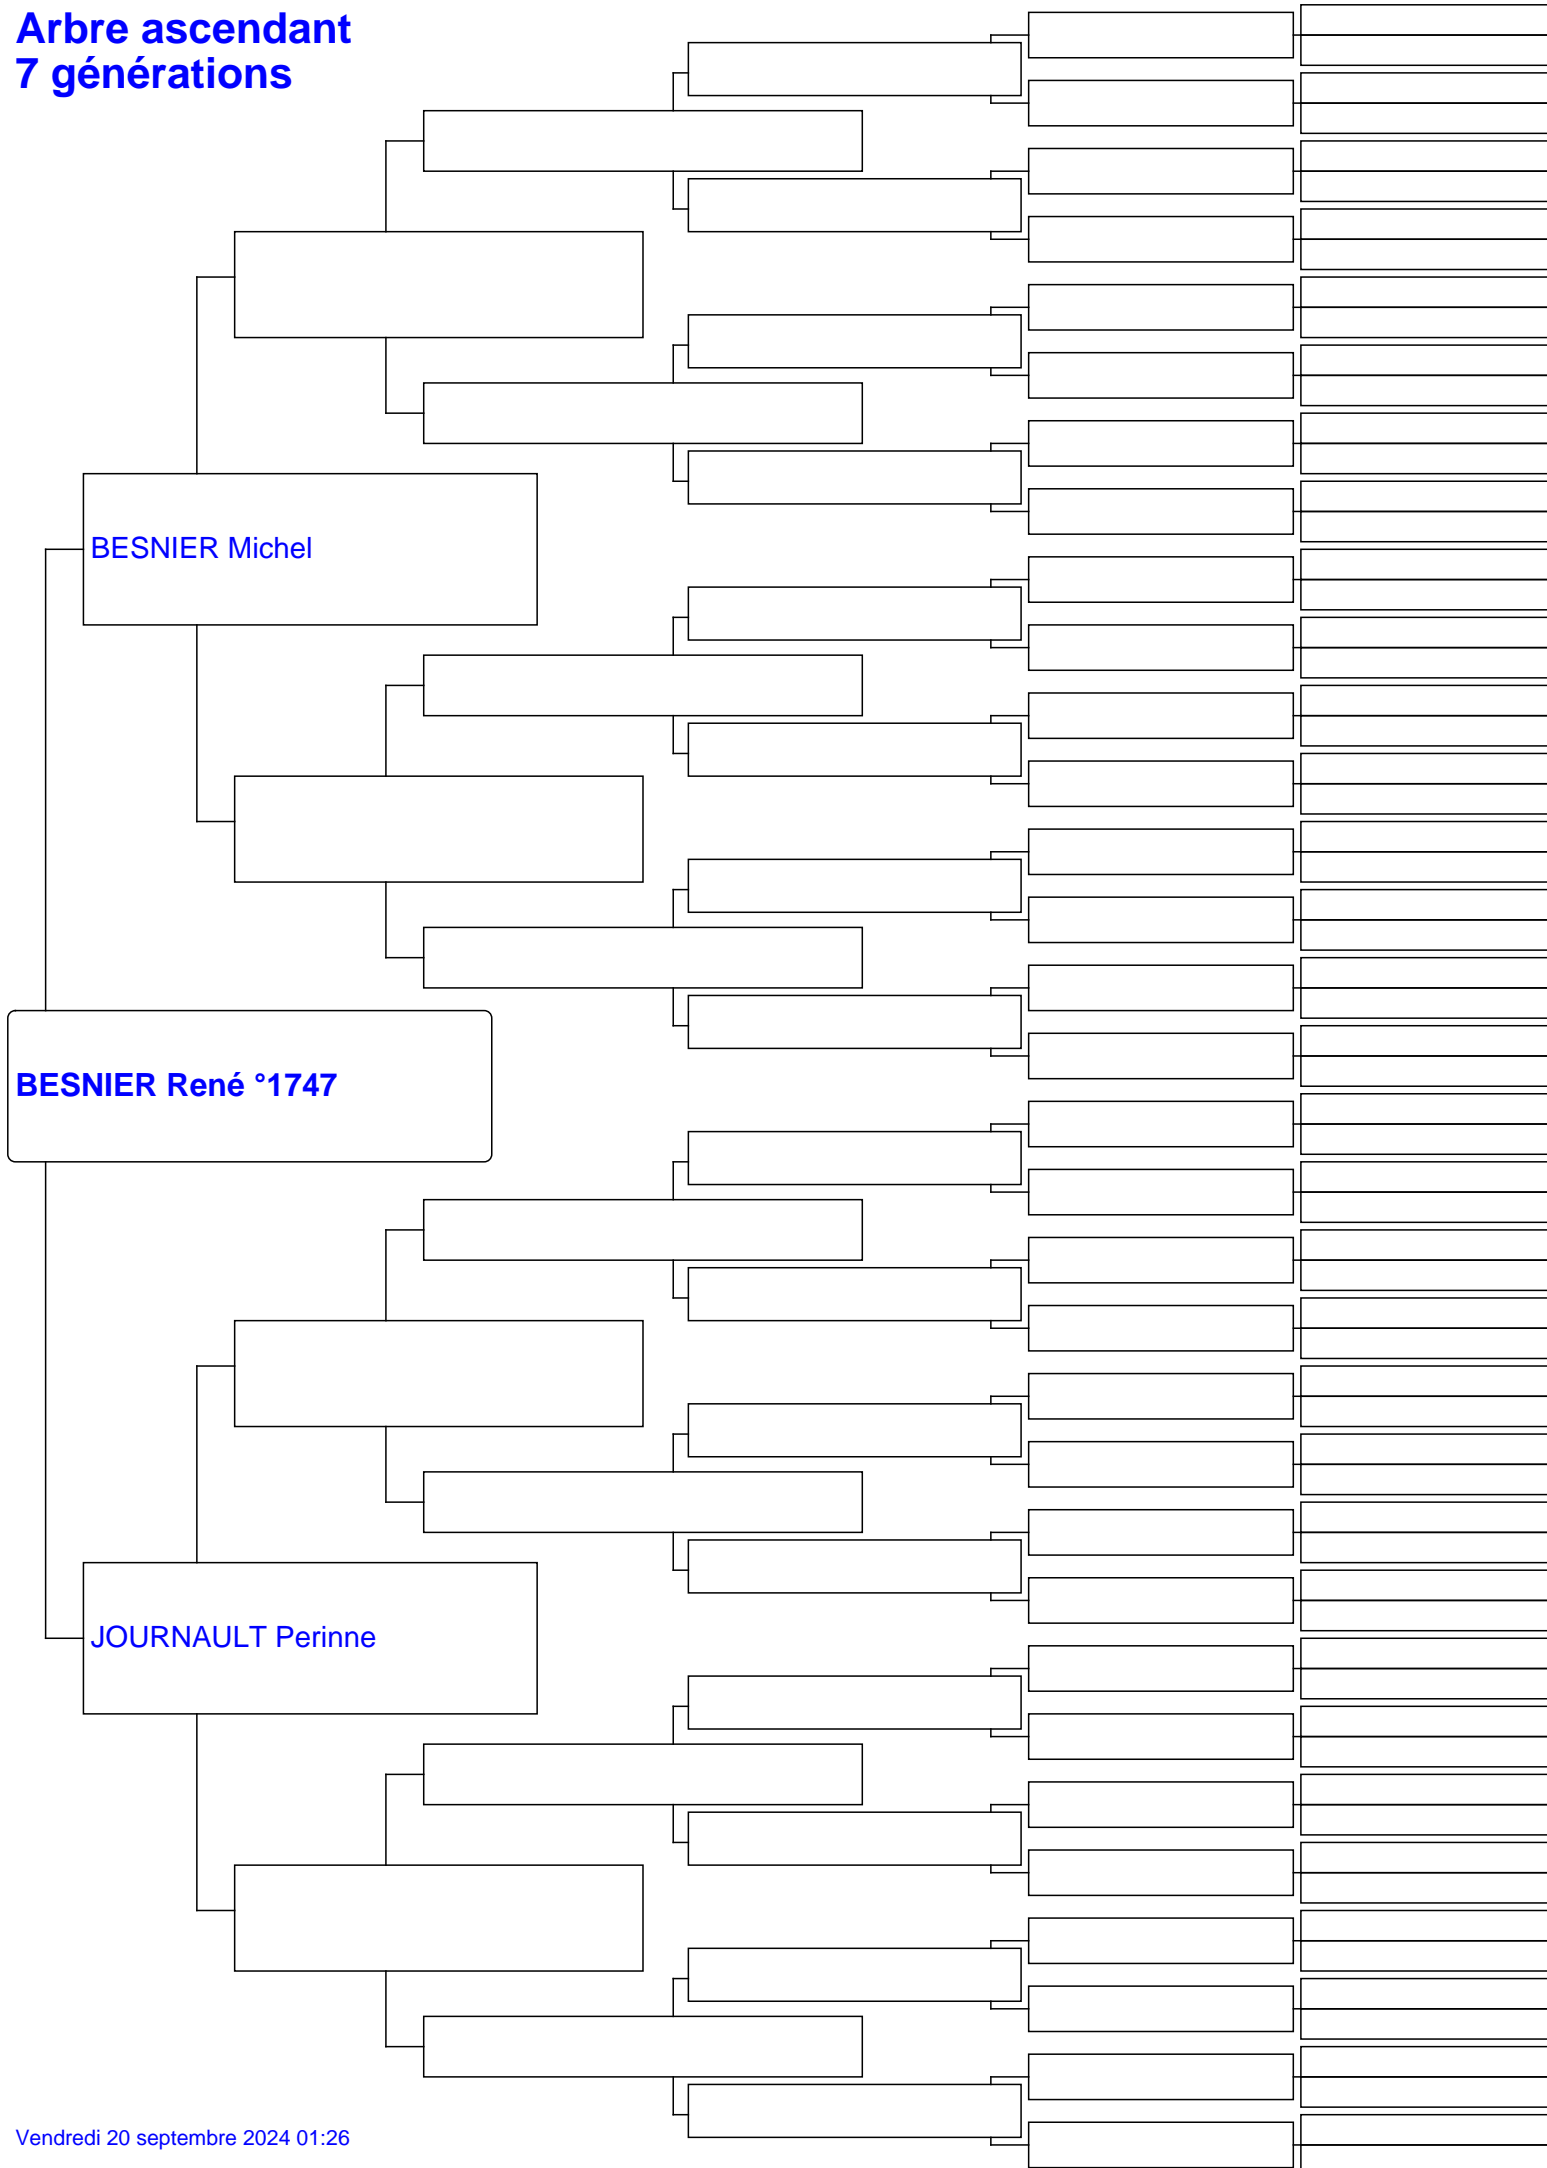 Arbre ascendant
7 générations
BESNIER Michel
BESNIER René °1747
JOURNAULT Perinne
Vendredi 20 septembre 2024 01:26